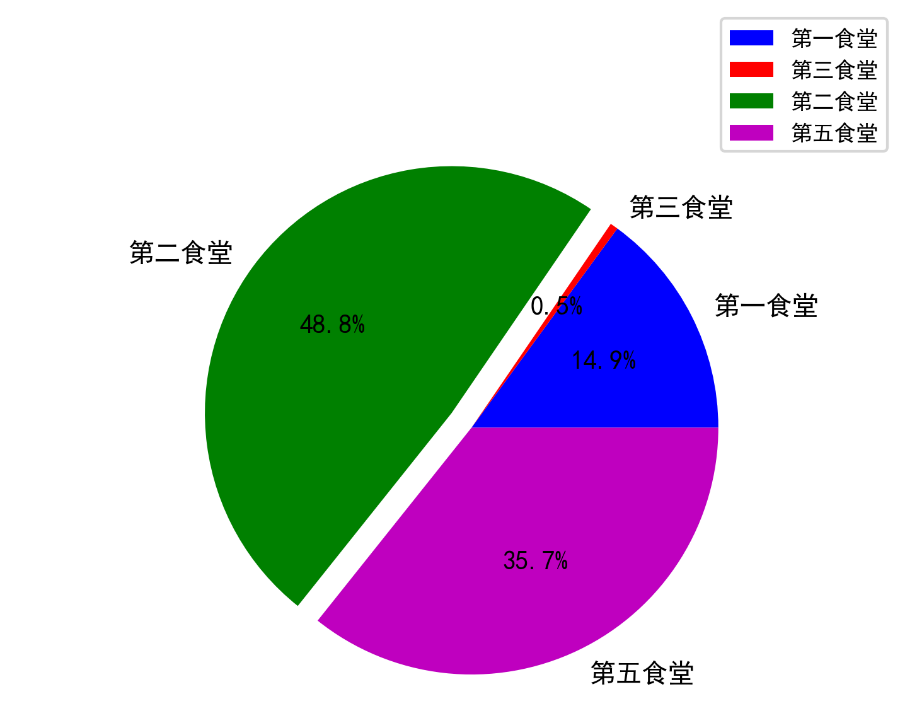 第一食堂
第三食堂
第二食堂
第五食堂
第三食堂
第二食堂
第一食堂
0.5%
48.8%
14.9%
35.7%
第五食堂